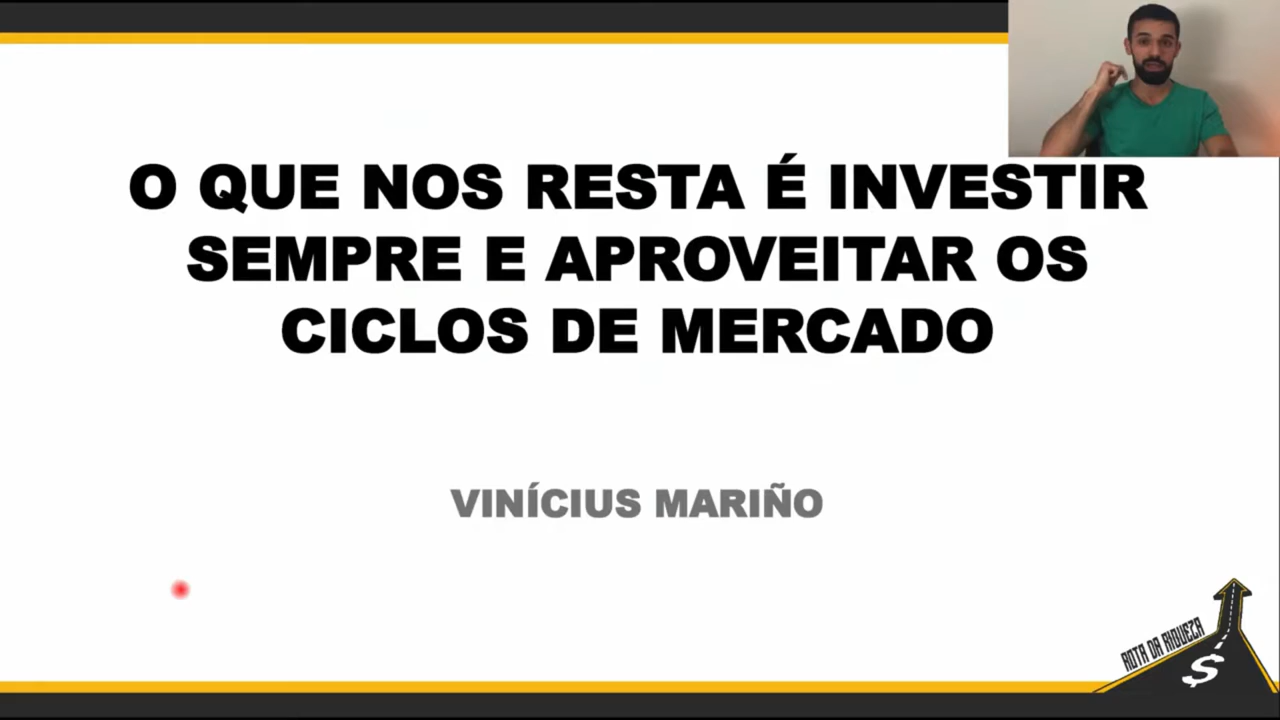 O QUE NOS RESTA É INVESTIR
SEMPRE E APROVEITAR OS
CICLOS DE MERCADO
VINÍCIUS MARIÑO
ROTA DA RIQUEZA
$